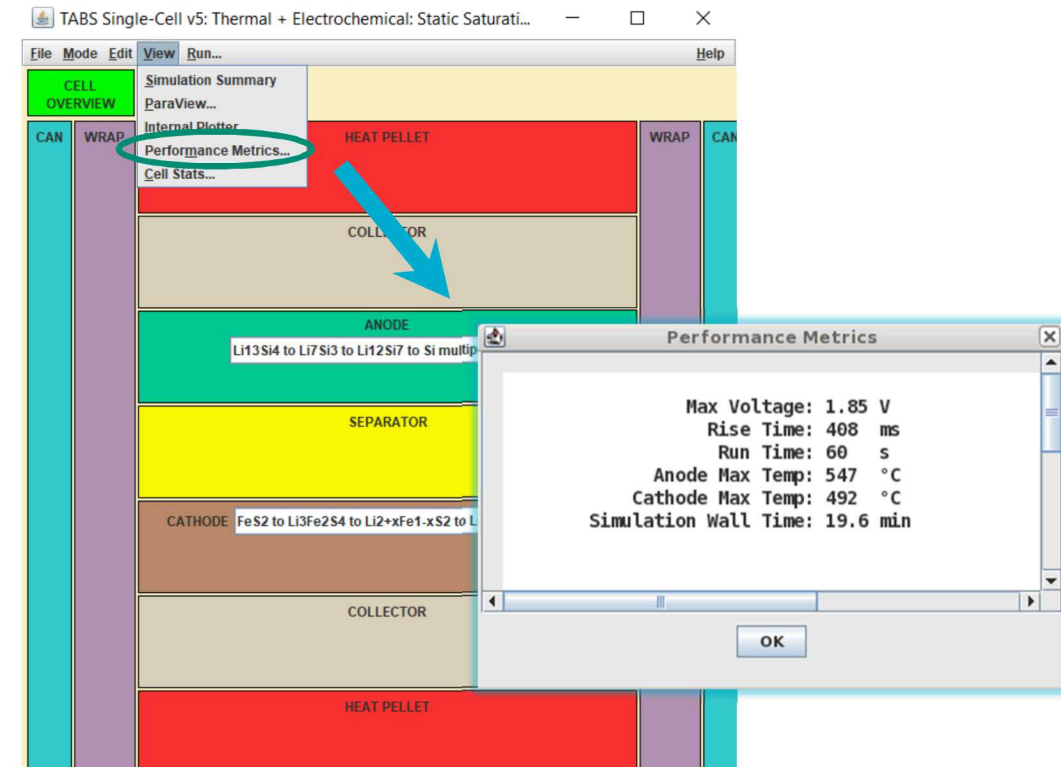 TABS Single-Cell v5: Thermal + Electrochemical: Static Saturati...
File Mode Edit View Run... Help
CELL
OVERVIEW
Simulation Summary
ParaView...
Internal Plotter
Performance Metrics...
Cell Stats...
CAN WRAP HEAT PELLET WRAP CAN
COLLECTOR
ANODE
Li13Si4 to Li7Si3 to Li12Si7 to Si multip
SEPARATOR
CATHODE FeS2 to Li3Fe2S4 to Li2+xFe1-xS2 to L
COLLECTOR
HEAT PELLET
Performance Metrics
Max Voltage: 1.85 V
Rise Time: 408 ms
Run Time: 60 s
Anode Max Temp: 547 °C
Cathode Max Temp: 492 °C
Simulation Wall Time: 19.6 min
OK